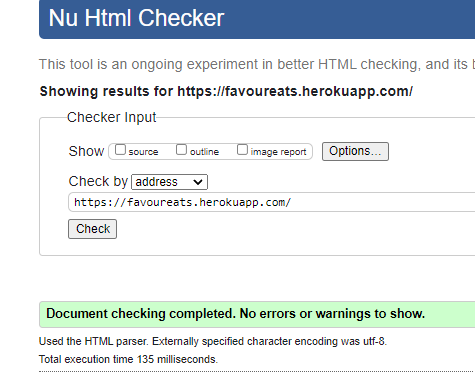 Nu Html Checker
This tool is an ongoing experiment in better HTML checking, and its
Showing results for https://favoureats.herokuapp.com/
Checker Input
Show source outline image report Options...
Check by address
https://favoureats.herokuapp.com/
Check
Document checking completed. No errors or warnings to show.
Used the HTML parser. Externally specified character encoding was utf-8.
Total execution time 135 milliseconds.